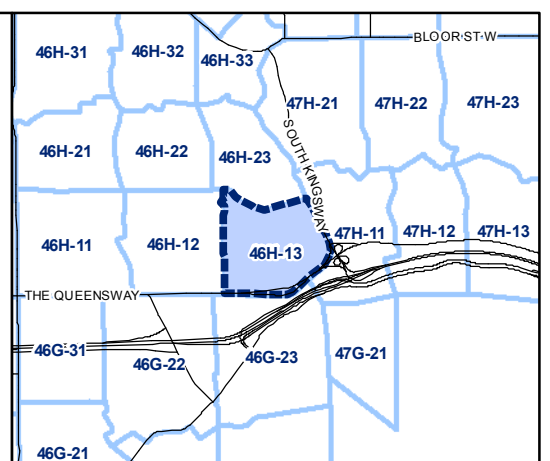 BLOOR ST W
46H-31
46H-32
46H-33
47H-21
47H-22
47H-23
46H-21
46H-22
46H-23
SOUTH KINGSWAY
46H-11
46H-12
46H-13
47H-11
47H-12
47H-13
THE QUEENSWAY
46G-31
46G-22
46G-23
47G-21
46G-21